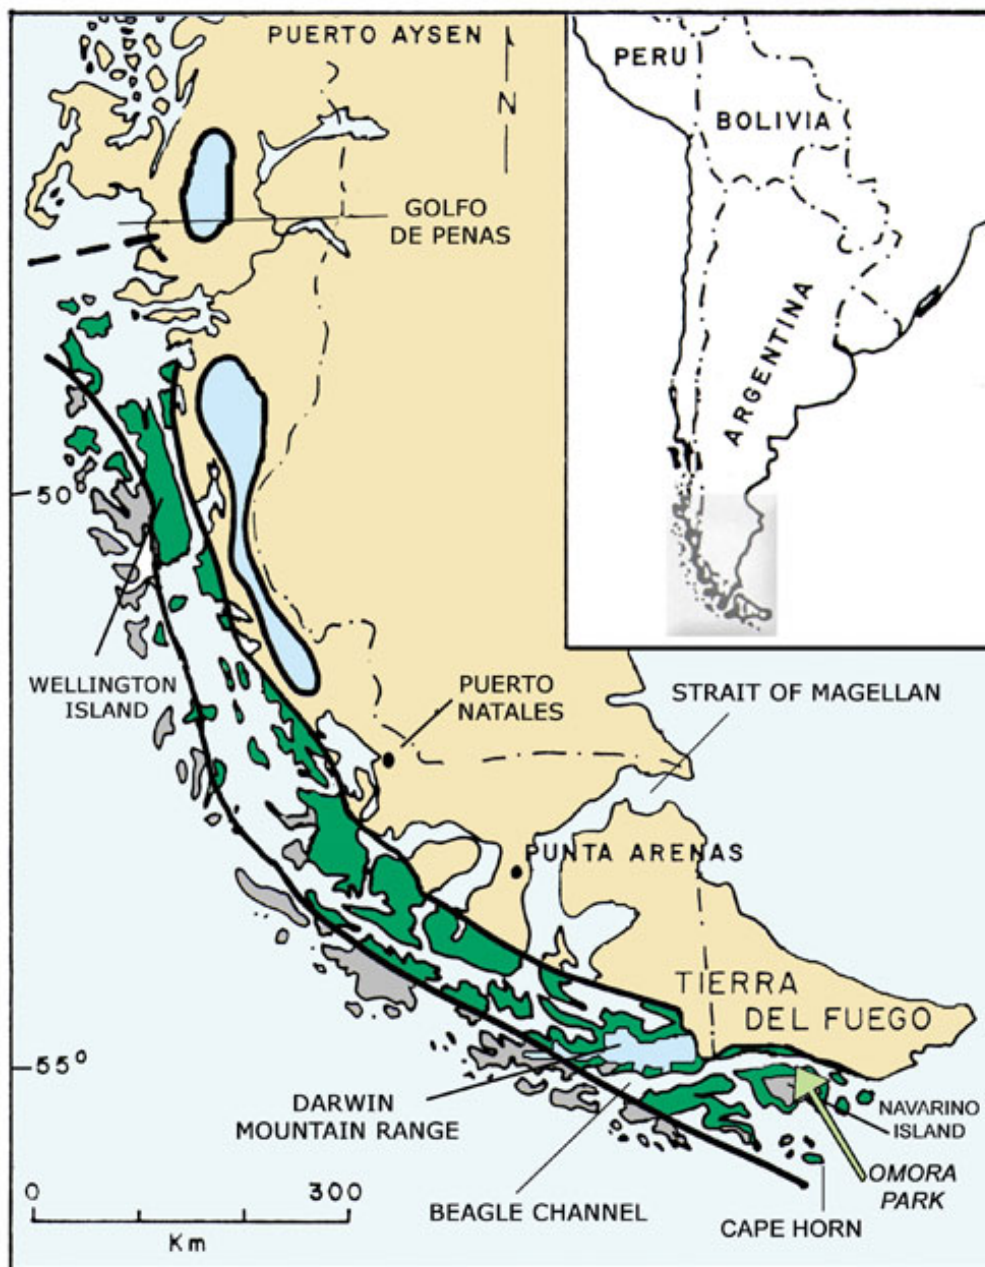 PUERTO AYSEN
N
PERU
BOLIVIA
GOLFO
DE PENAS
ARGENTINA
50°
WELLINGTON
ISLAND
PUERTO
NATALES
STRAIT OF MAGELLAN
PUNTA ARENAS
TIERRA
DEL FUEGO
55°
DARWIN
MOUNTAIN RANGE
NAVARINO
ISLAND
OMORA
PARK
BEAGLE CHANNEL
CAPE HORN
0 300
Km